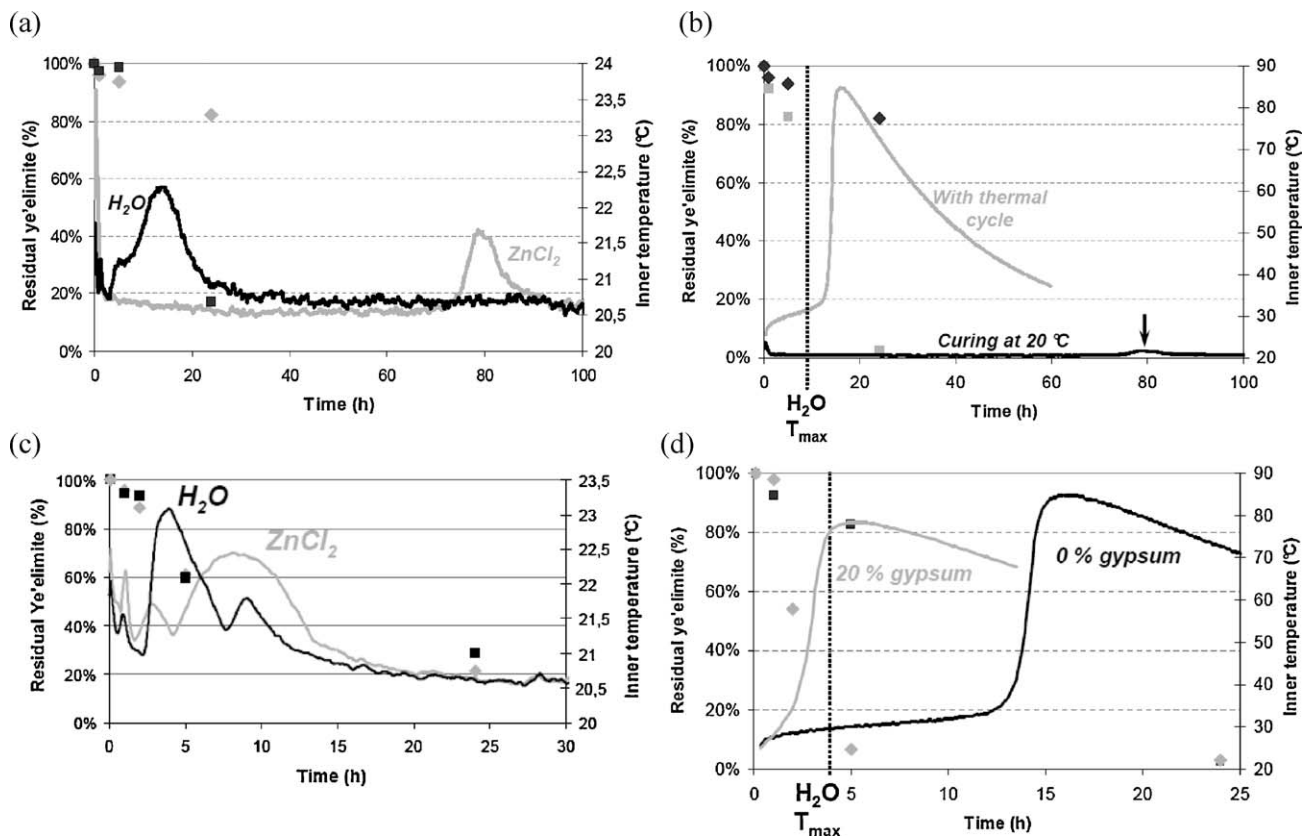 (a)
Residual ye'elimite (%)
100%
80%
60%
40%
20%
0%
H2O
ZnCl2
24
23,5
23
22,5
22
21,5
21
20,5
20
Inner temperature (°C)
0 20 40 60 80 100
Time (h)
(b)
Residual ye'elimite (%)
100%
80%
60%
40%
20%
0%
With thermal
cycle
Curing at 20 °C
90
80
70
60
50
40
30
20
Inner temperature (°C)
0 20 40 60 80 100
H2O
Tmax
Time (h)
(c)
Residual Ye'elimite (%)
100%
80%
60%
40%
20%
0%
H2O
ZnCl2
23,5
23
22,5
22
21,5
21
20,5
20
Inner temperature (°C)
0 5 10 15 20 25 30
Time (h)
(d)
Residual ye'elimite (%)
100%
80%
60%
40%
20%
0%
20 % gypsum
0 % gypsum
90
80
70
60
50
40
30
20
Inner temperature (°C)
0 5 10 15 20 25
H2O
Tmax
Time (h)